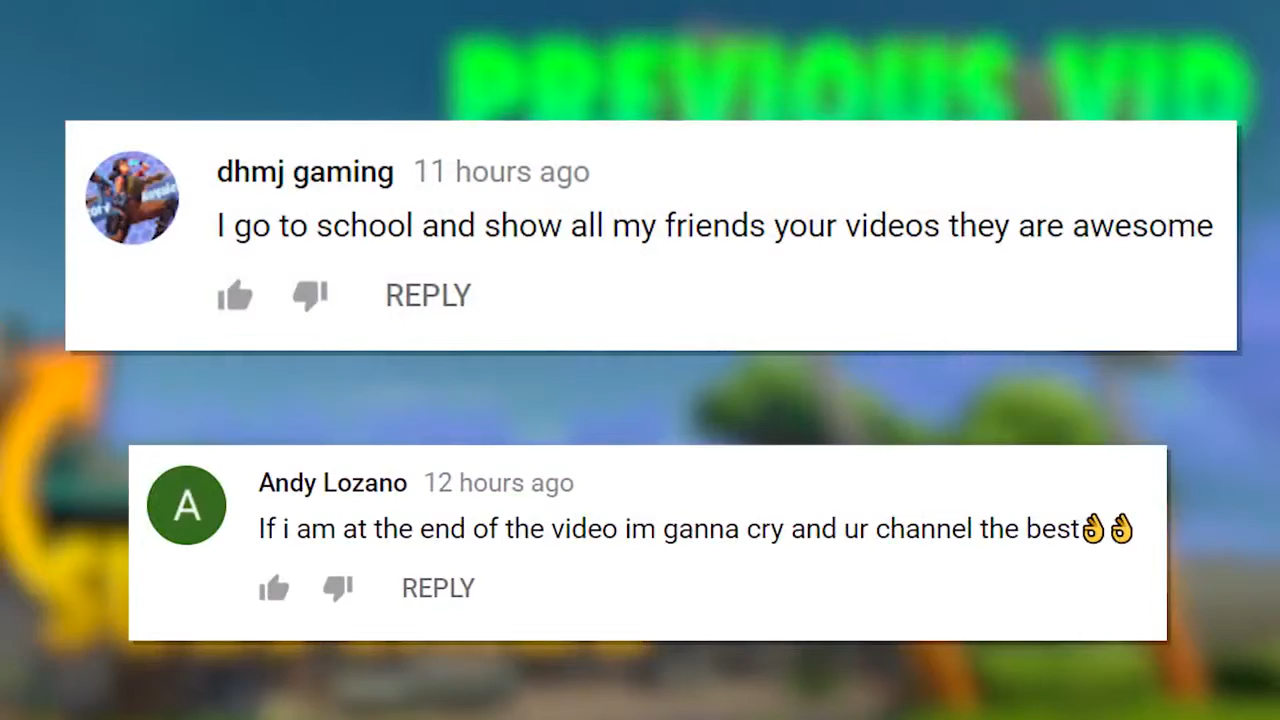 PREVIOUS VID
dhmj gaming 11 hours ago
I go to school and show all my friends your videos they are awesome
REPLY
A
Andy Lozano 12 hours ago
If i am at the end of the video im ganna cry and ur channel the best👌👌
REPLY